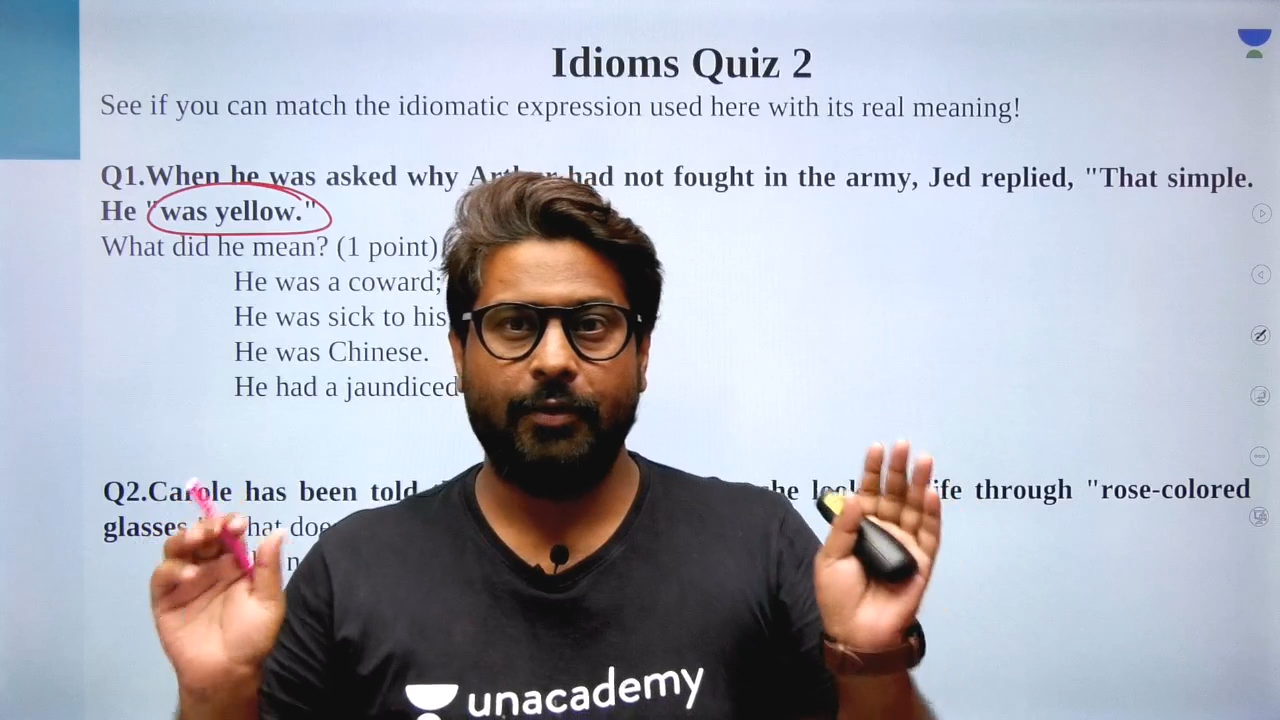 Idioms Quiz 2
See if you can match the idiomatic expression used here with its real meaning!
Q1.When he was asked why had not fought in the army, Jed replied, "That simple.
He "was yellow."
What did he mean? (1 point)
He was a coward;
He was sick to his
He was Chinese.
He had a jaundiced
Q2.Carole has been told through "rose-colored
glasses
unacademy